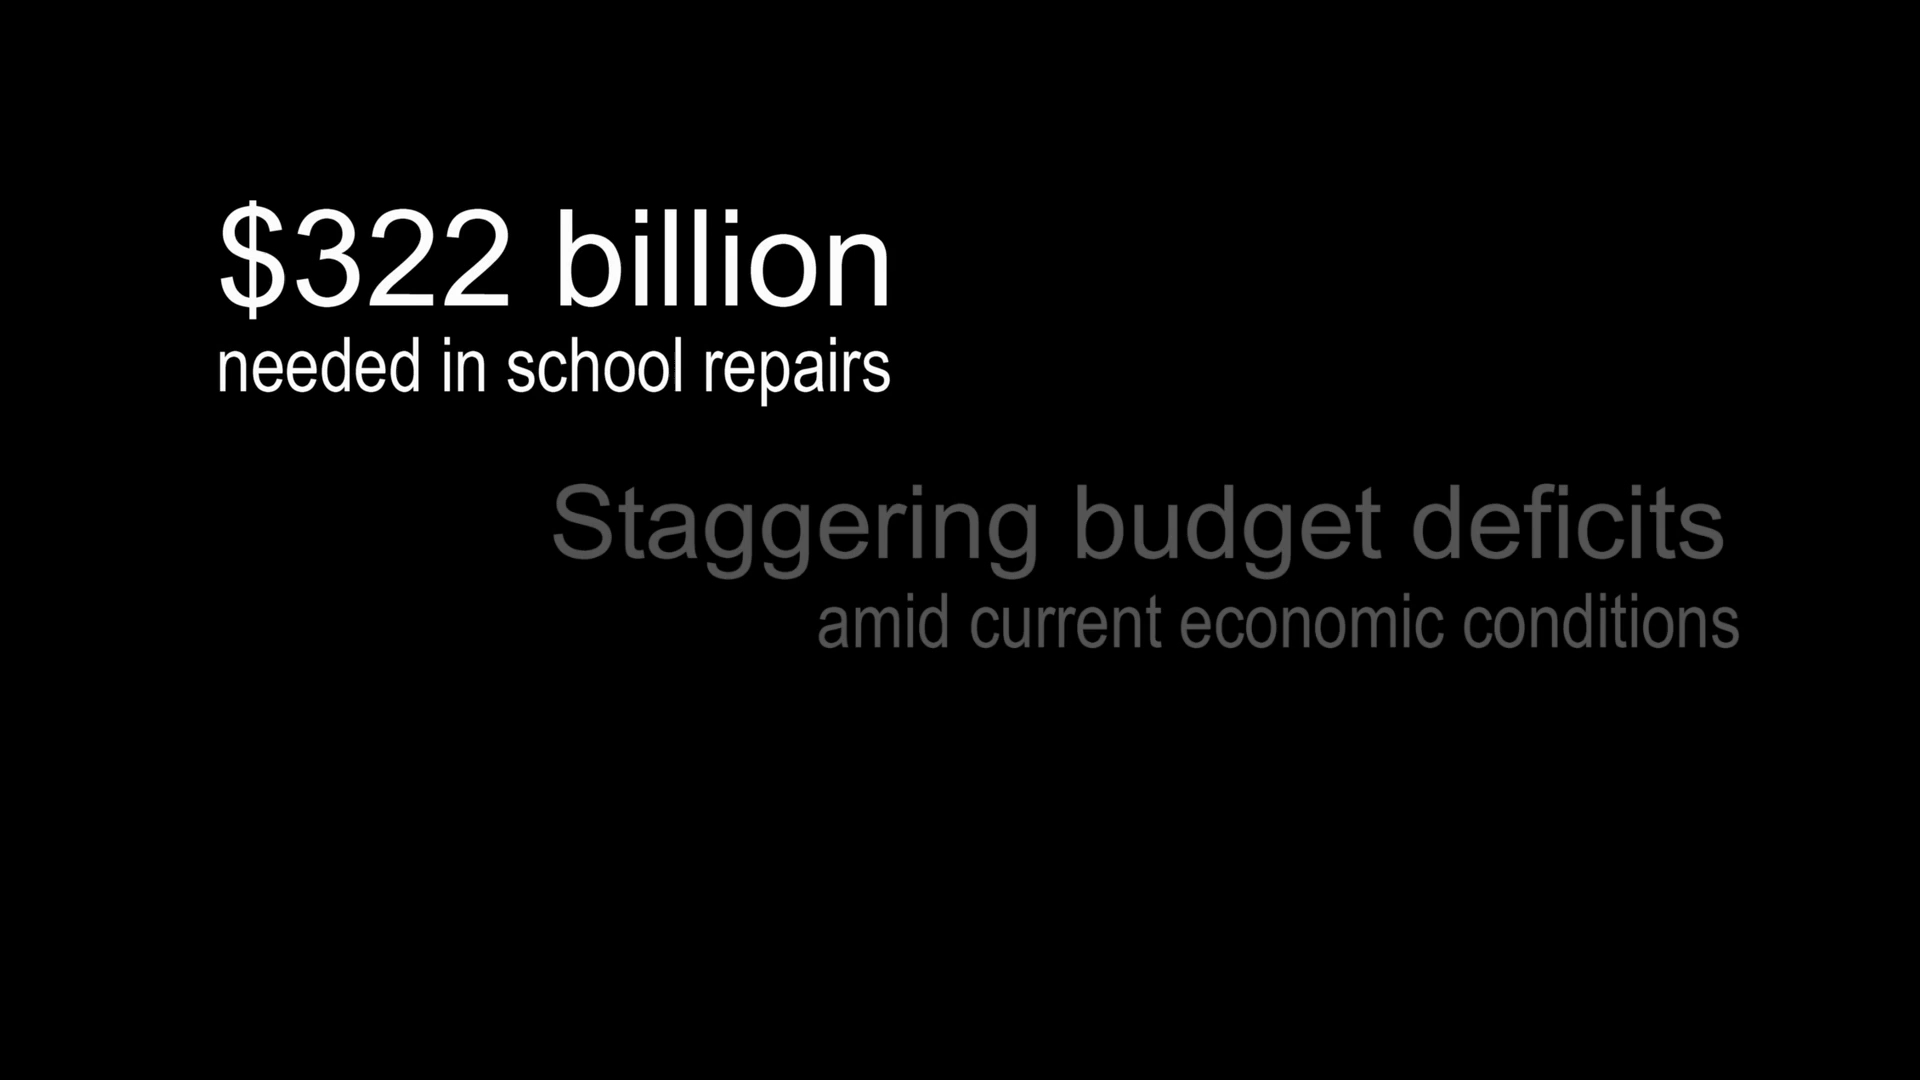 $322 billion
needed in school repairs
Staggering budget deficits
amid current economic conditions